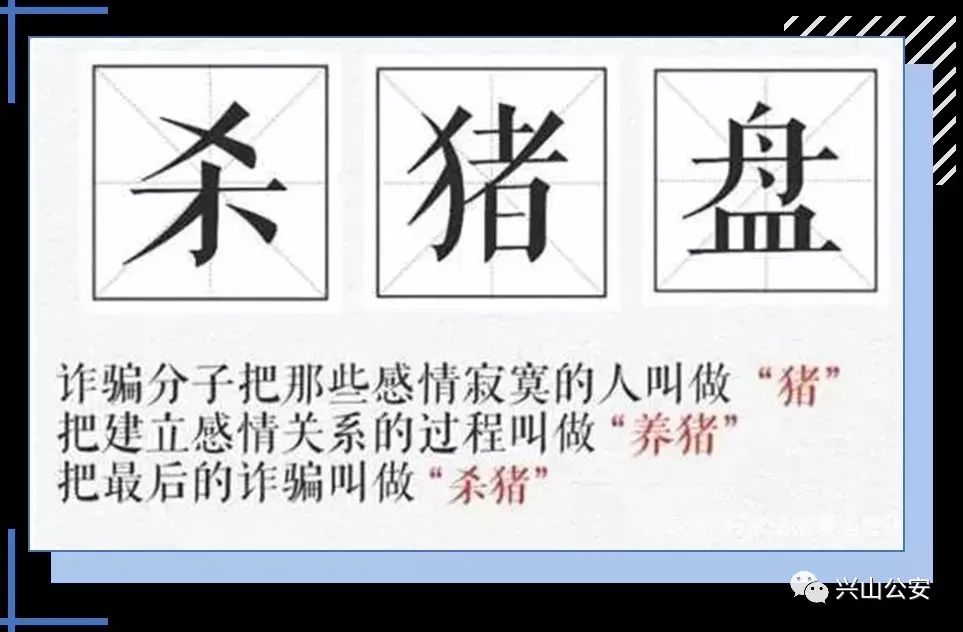 杀猪盘
诈骗分子把那些感情寂寞的人叫做“猪”
把建立感情关系的过程叫做“养猪”
把最后的诈骗叫做“杀猪”
兴山公安